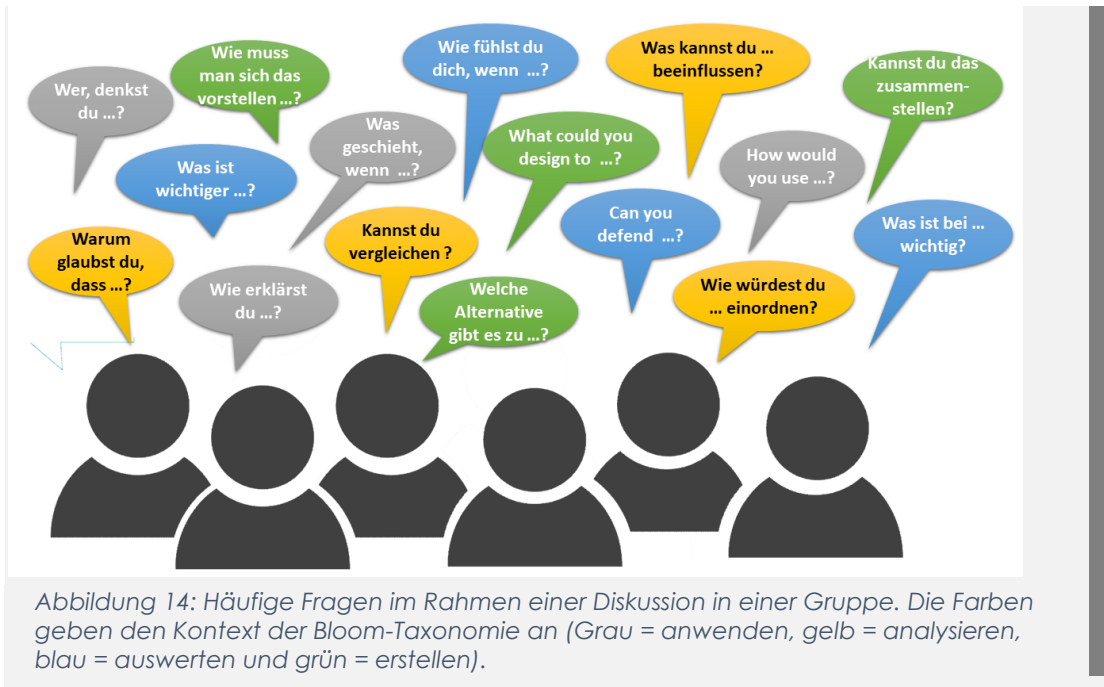 Wer, denkst
du ...?
Wie muss
man sich das
vorstellen ...?
Wie fühlst du
dich, wenn ...?
Was kannst du ...
beeinflussen?
Kannst du das
zusammen-
stellen?
Was ist
wichtiger ...?
Was
geschieht,
wenn ...?
What could you
design to ...?
How would
you use ...?
Warum
glaubst du,
dass ...?
Kannst du
vergleichen ?
Can you
defend ...?
Was ist bei ...
wichtig?
Wie erklärst
du ...?
Welche
Alternative
gibt es zu ...?
Wie würdest du
... einordnen?
Abbildung 14: Häufige Fragen im Rahmen einer Diskussion in einer Gruppe. Die Farben
geben den Kontext der Bloom-Taxonomie an (Grau = anwenden, gelb = analysieren,
blau = auswerten und grün = erstellen).